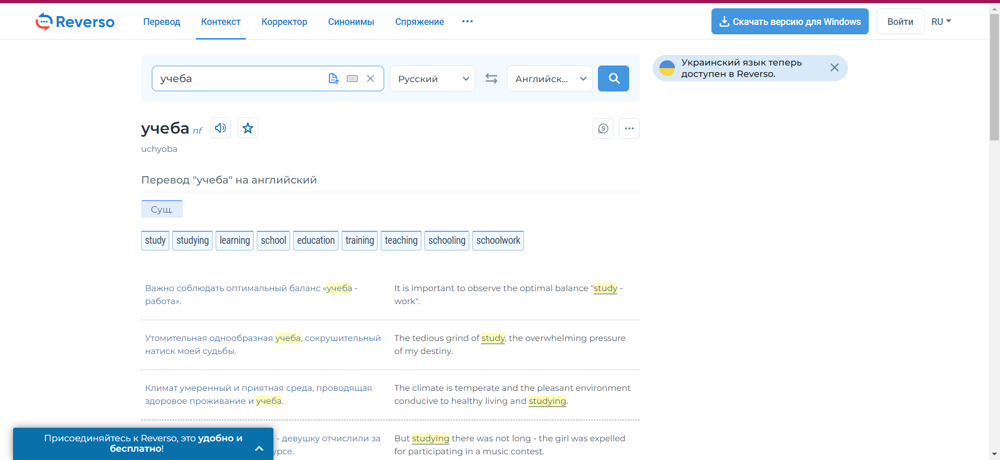 Reverso
Перевод
Контекст
Корректор
Синонимы
Спряжение
Скачать версию для Windows
Войти
RU
учеба
Русский
Английск...
Украинский язык теперь
доступен в Reverso.
учеба nf
uchyoba
Перевод "учеба" на английский
Сущ.
study
studying
learning
school
education
training
teaching
schooling
schoolwork
Важно соблюдать оптимальный баланс «учеба -
работа».
It is important to observe the optimal balance "study -
work".
Утомительная однообразная учеба, сокрушительный
натиск моей судьбы.
The tedious grind of study, the overwhelming pressure
of my destiny.
Климат умеренный и приятная среда, проводящая
здоровое проживание и учеба.
The climate is temperate and the pleasant environment
conducive to healthy living and studying.
- девушку отчислили за
But studying there was not long - the girl was expelled
for participating in a music contest.
Присоединяйтесь к Reverso, это удобно и
бесплатно!